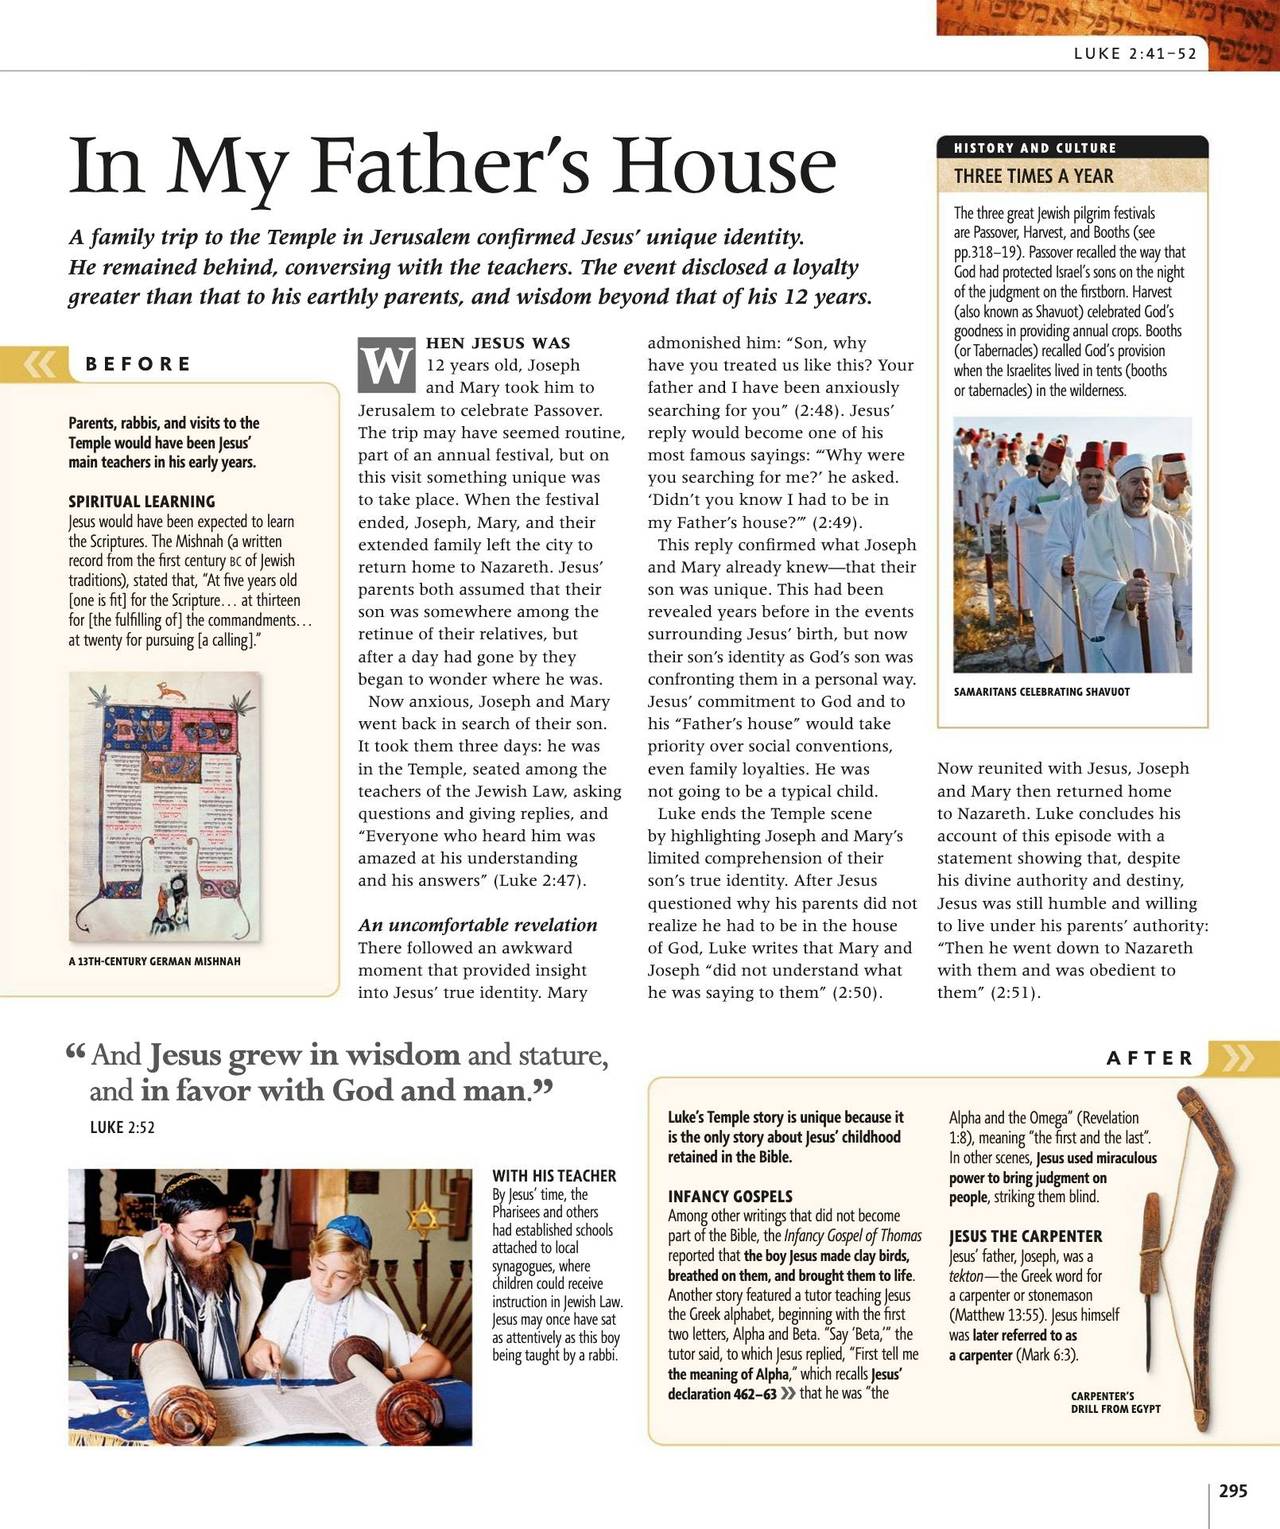 LUKE 2:41–52
In My Father’s House
A family trip to the Temple in Jerusalem confirmed Jesus’ unique identity.
He remained behind, conversing with the teachers. The event disclosed a loyalty
greater than that to his earthly parents, and wisdom beyond that of his 12 years.
BEFORE
Parents, rabbis, and visits to the
Temple would have been Jesus’
main teachers in his early years.
SPIRITUAL LEARNING
Jesus would have been expected to learn
the Scriptures. The Mishnah (a written
record from the first century BC of Jewish
traditions), stated that, “At five years old
[one is fit] for the Scripture… at thirteen
for [the fulfilling of] the commandments…
at twenty for pursuing [a calling].”
A 13TH-CENTURY GERMAN MISHNAH
WHEN JESUS WAS
12 years old, Joseph
and Mary took him to
Jerusalem to celebrate Passover.
The trip may have seemed routine,
part of an annual festival, but on
this visit something unique was
to take place. When the festival
ended, Joseph, Mary, and their
extended family left the city to
return home to Nazareth. Jesus’
parents both assumed that their
son was somewhere among the
retinue of their relatives, but
after a day had gone by they
began to wonder where he was.
Now anxious, Joseph and Mary
went back in search of their son.
It took them three days: he was
in the Temple, seated among the
teachers of the Jewish Law, asking
questions and giving replies, and
“Everyone who heard him was
amazed at his understanding
and his answers” (Luke 2:47).
An uncomfortable revelation
There followed an awkward
moment that provided insight
into Jesus’ true identity. Mary
admonished him: “Son, why
have you treated us like this? Your
father and I have been anxiously
searching for you” (2:48). Jesus’
reply would become one of his
most famous sayings: “‘Why were
you searching for me?’ he asked.
‘Didn’t you know I had to be in
my Father’s house?’” (2:49).
This reply confirmed what Joseph
and Mary already knew—that their
son was unique. This had been
revealed years before in the events
surrounding Jesus’ birth, but now
their son’s identity as God’s son was
confronting them in a personal way.
Jesus’ commitment to God and to
his “Father’s house” would take
priority over social conventions,
even family loyalties. He was
not going to be a typical child.
Luke ends the Temple scene
by highlighting Joseph and Mary’s
limited comprehension of their
son’s true identity. After Jesus
questioned why his parents did not
realize he had to be in the house
of God, Luke writes that Mary and
Joseph “did not understand what
he was saying to them” (2:50).
HISTORY AND CULTURE
THREE TIMES A YEAR
The three great Jewish pilgrim festivals
are Passover, Harvest, and Booths (see
pp.318–19). Passover recalled the way that
God had protected Israel’s sons on the night
of the judgment on the firstborn. Harvest
(also known as Shavuot) celebrated God’s
goodness in providing annual crops. Booths
(or Tabernacles) recalled God’s provision
when the Israelites lived in tents (booths
or tabernacles) in the wilderness.
SAMARITANS CELEBRATING SHAVUOT
Now reunited with Jesus, Joseph
and Mary then returned home
to Nazareth. Luke concludes his
account of this episode with a
statement showing that, despite
his divine authority and destiny,
Jesus was still humble and willing
to live under his parents’ authority:
“Then he went down to Nazareth
with them and was obedient to
them” (2:51).
“And Jesus grew in wisdom and stature,
and in favor with God and man.”
LUKE 2:52
WITH HIS TEACHER
By Jesus’ time, the
Pharisees and others
had established schools
attached to local
synagogues, where
children could receive
instruction in Jewish Law.
Jesus may once have sat
as attentively as this boy
being taught by a rabbi.
AFTER
Luke’s Temple story is unique because it
is the only story about Jesus’ childhood
retained in the Bible.
INFANCY GOSPELS
Among other writings that did not become
part of the Bible, the Infancy Gospel of Thomas
reported that the boy Jesus made clay birds,
breathed on them, and brought them to life.
Another story featured a tutor teaching Jesus
the Greek alphabet, beginning with the first
two letters, Alpha and Beta. “Say ‘Beta,’” the
tutor said, to which Jesus replied, “First tell me
the meaning of Alpha,” which recalls Jesus’
declaration 462–63 » that he was “the
Alpha and the Omega” (Revelation
1:8), meaning “the first and the last”.
In other scenes, Jesus used miraculous
power to bring judgment on
people, striking them blind.
JESUS THE CARPENTER
Jesus’ father, Joseph, was a
tekton—the Greek word for
a carpenter or stonemason
(Matthew 13:55). Jesus himself
was later referred to as
a carpenter (Mark 6:3).
CARPENTER’S
DRILL FROM EGYPT
295